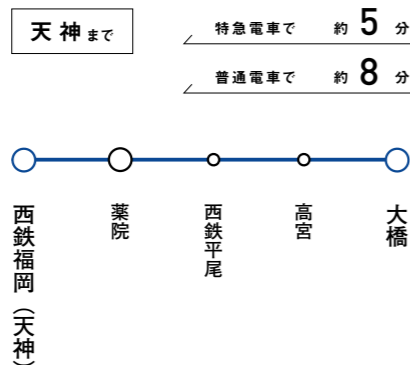 天神まで
特急電車で 約5分
普通電車で 約8分
西鉄福岡（天神）
薬院
西鉄平尾
高宮
大橋